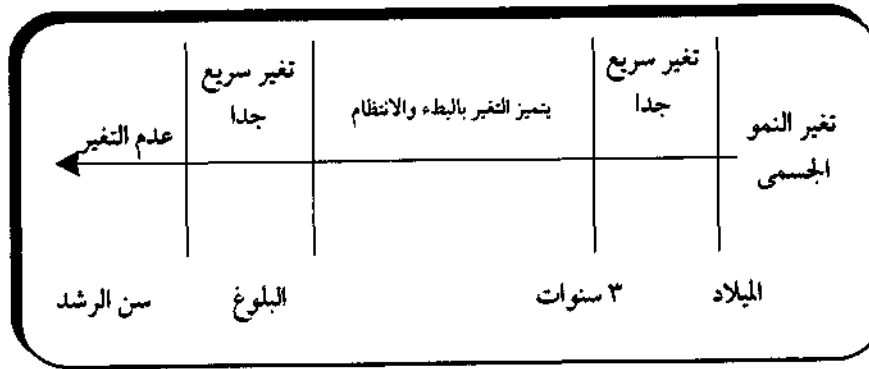 تغير النمو
الجسمى
تغير سريع
جدا
يتميز التغير بالبطء والانتظام
تغير سريع
جدا
عدم التغير
الميلاد
٣ سنوات
البلوغ
سن الرشد